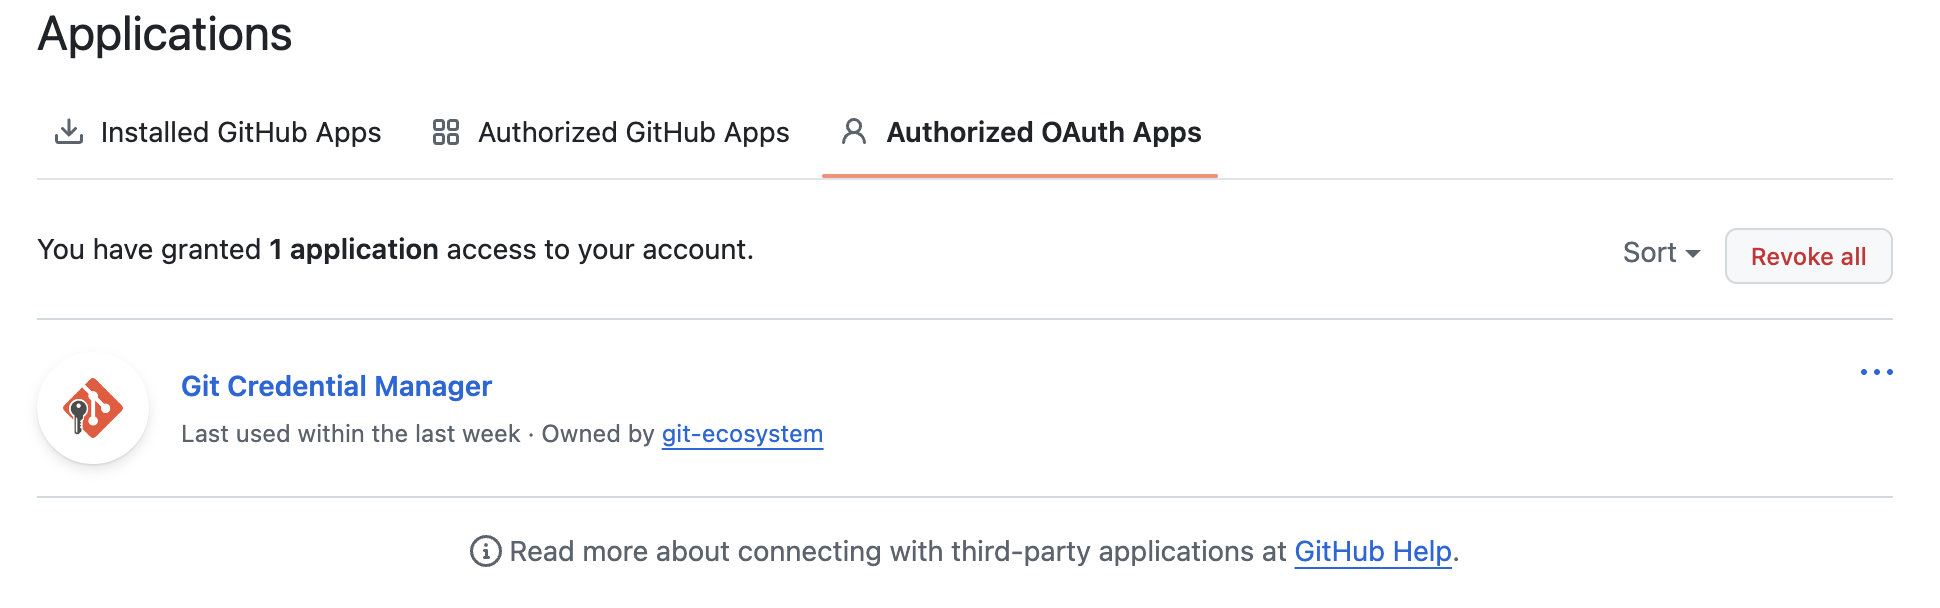 Applications
Installed GitHub Apps
Authorized GitHub Apps
Authorized OAuth Apps
You have granted 1 application access to your account.
Sort
Revoke all
Git Credential Manager
Last used within the last week · Owned by git-ecosystem
Read more about connecting with third-party applications at GitHub Help.